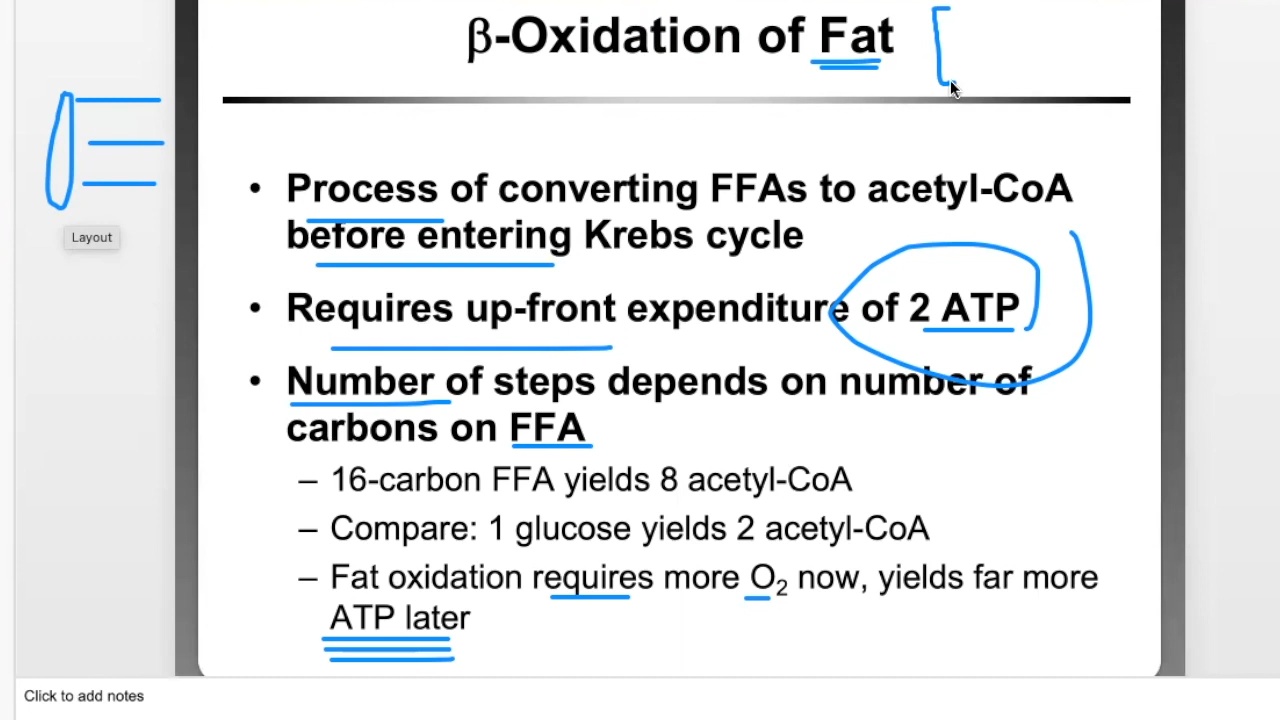 β-Oxidation of Fat
• Process of converting FFAs to acetyl-CoA
before entering Krebs cycle
Layout
• Requires up-front expenditure of 2 ATP
• Number of steps depends on number of
carbons on FFA
– 16-carbon FFA yields 8 acetyl-CoA
– Compare: 1 glucose yields 2 acetyl-CoA
– Fat oxidation requires more O₂ now, yields far more
ATP later
Click to add notes